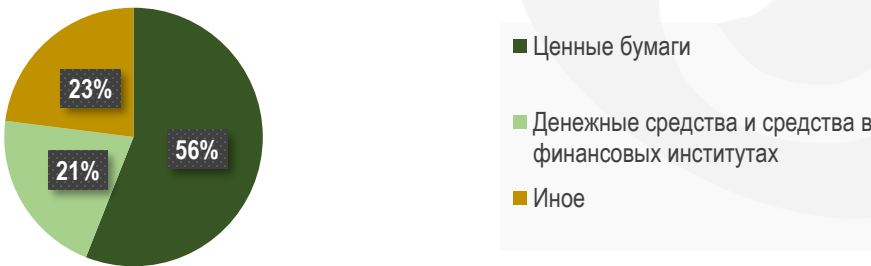 23%
56%
21%
Ценные бумаги
Денежные средства и средства в
финансовых институтах
Иное